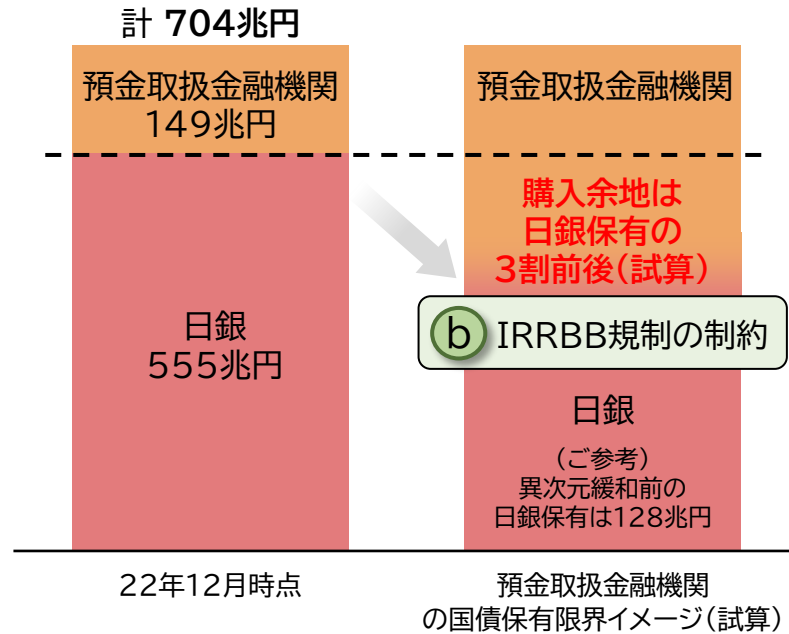 計 704兆円
預金取扱金融機関
149兆円
日銀
555兆円
22年12月時点
預金取扱金融機関
購入余地は
日銀保有の
3割前後(試算)
b IRRBB規制の制約
日銀
(ご参考)
異次元緩和前の
日銀保有は128兆円
預金取扱金融機関
の国債保有限界イメージ(試算)